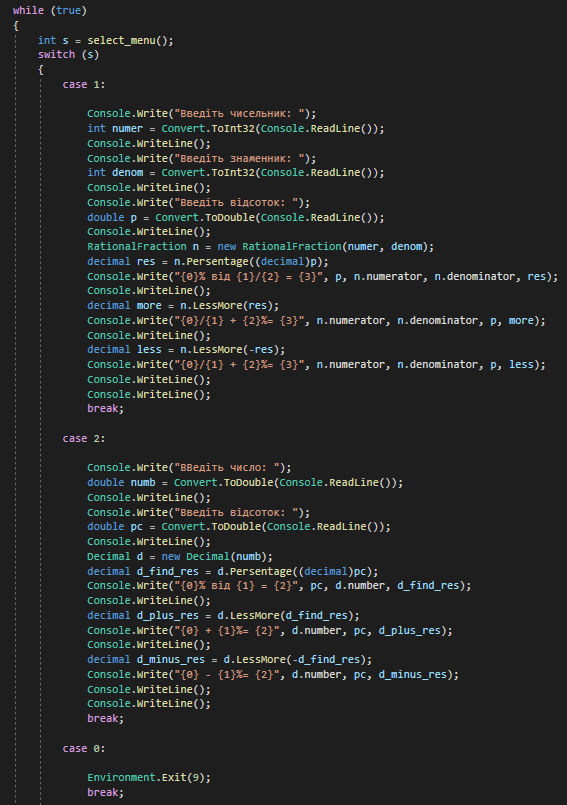 while (true)
{
int s = select_menu();
switch (s)
{
case 1:
Console.Write("Введіть чисельник: ");
int numer = Convert.ToInt32(Console.ReadLine());
Console.WriteLine();
Console.Write("Введіть знаменник: ");
int denom = Convert.ToInt32(Console.ReadLine());
Console.WriteLine();
Console.Write("Введіть відсоток: ");
double p = Convert.ToDouble(Console.ReadLine());
Console.WriteLine();
RationalFraction n = new RationalFraction(numer, denom);
decimal res = n.Persentage((decimal)p);
Console.Write("{0}% від {1}/{2} = {3}", p, n.numerator, n.denominator, res);
Console.WriteLine();
decimal more = n.LessMore(res);
Console.Write("{0}/{1} + {2}%= {3}", n.numerator, n.denominator, p, more);
Console.WriteLine();
decimal less = n.LessMore(-res);
Console.Write("{0}/{1} + {2}%= {3}", n.numerator, n.denominator, p, less);
Console.WriteLine();
Console.WriteLine();
break;
case 2:
Console.Write("ВВедіть число: ");
double numb = Convert.ToDouble(Console.ReadLine());
Console.WriteLine();
Console.Write("Введіть відсоток: ");
double pc = Convert.ToDouble(Console.ReadLine());
Console.WriteLine();
Decimal d = new Decimal(numb);
decimal d_find_res = d.Persentage((decimal)pc);
Console.Write("{0}% від {1} = {2}", pc, d.number, d_find_res);
Console.WriteLine();
decimal d_plus_res = d.LessMore(d_find_res);
Console.Write("{0} + {1}%= {2}", d.number, pc, d_plus_res);
Console.WriteLine();
decimal d_minus_res = d.LessMore(-d_find_res);
Console.Write("{0} - {1}%= {2}", d.number, pc, d_minus_res);
Console.WriteLine();
Console.WriteLine();
break;
case 0:
Environment.Exit(9);
break;